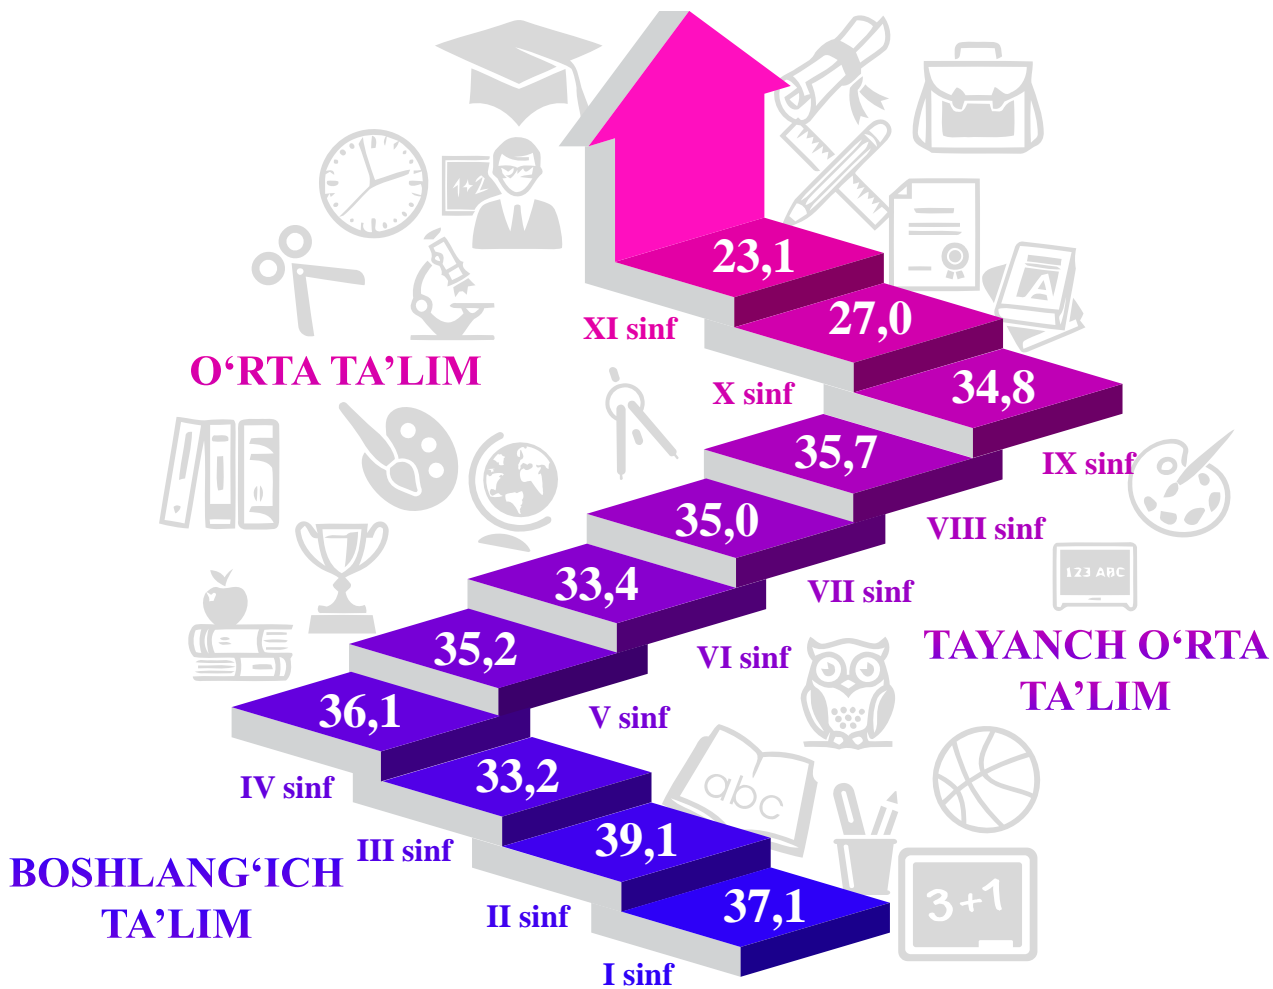 1+2
23,1
XI sinf
27,0
O‘RTA TA’LIM
X sinf
34,8
A
35,7
IX sinf
35,0
VIII sinf
123 ABC
33,4
VII sinf
35,2
VI sinf
TAYANCH O‘RTA
TA’LIM
36,1
V sinf
33,2
IV sinf
abc
39,1
III sinf
BOSHLANG‘ICH
TA’LIM
37,1
II sinf
3+1
I sinf